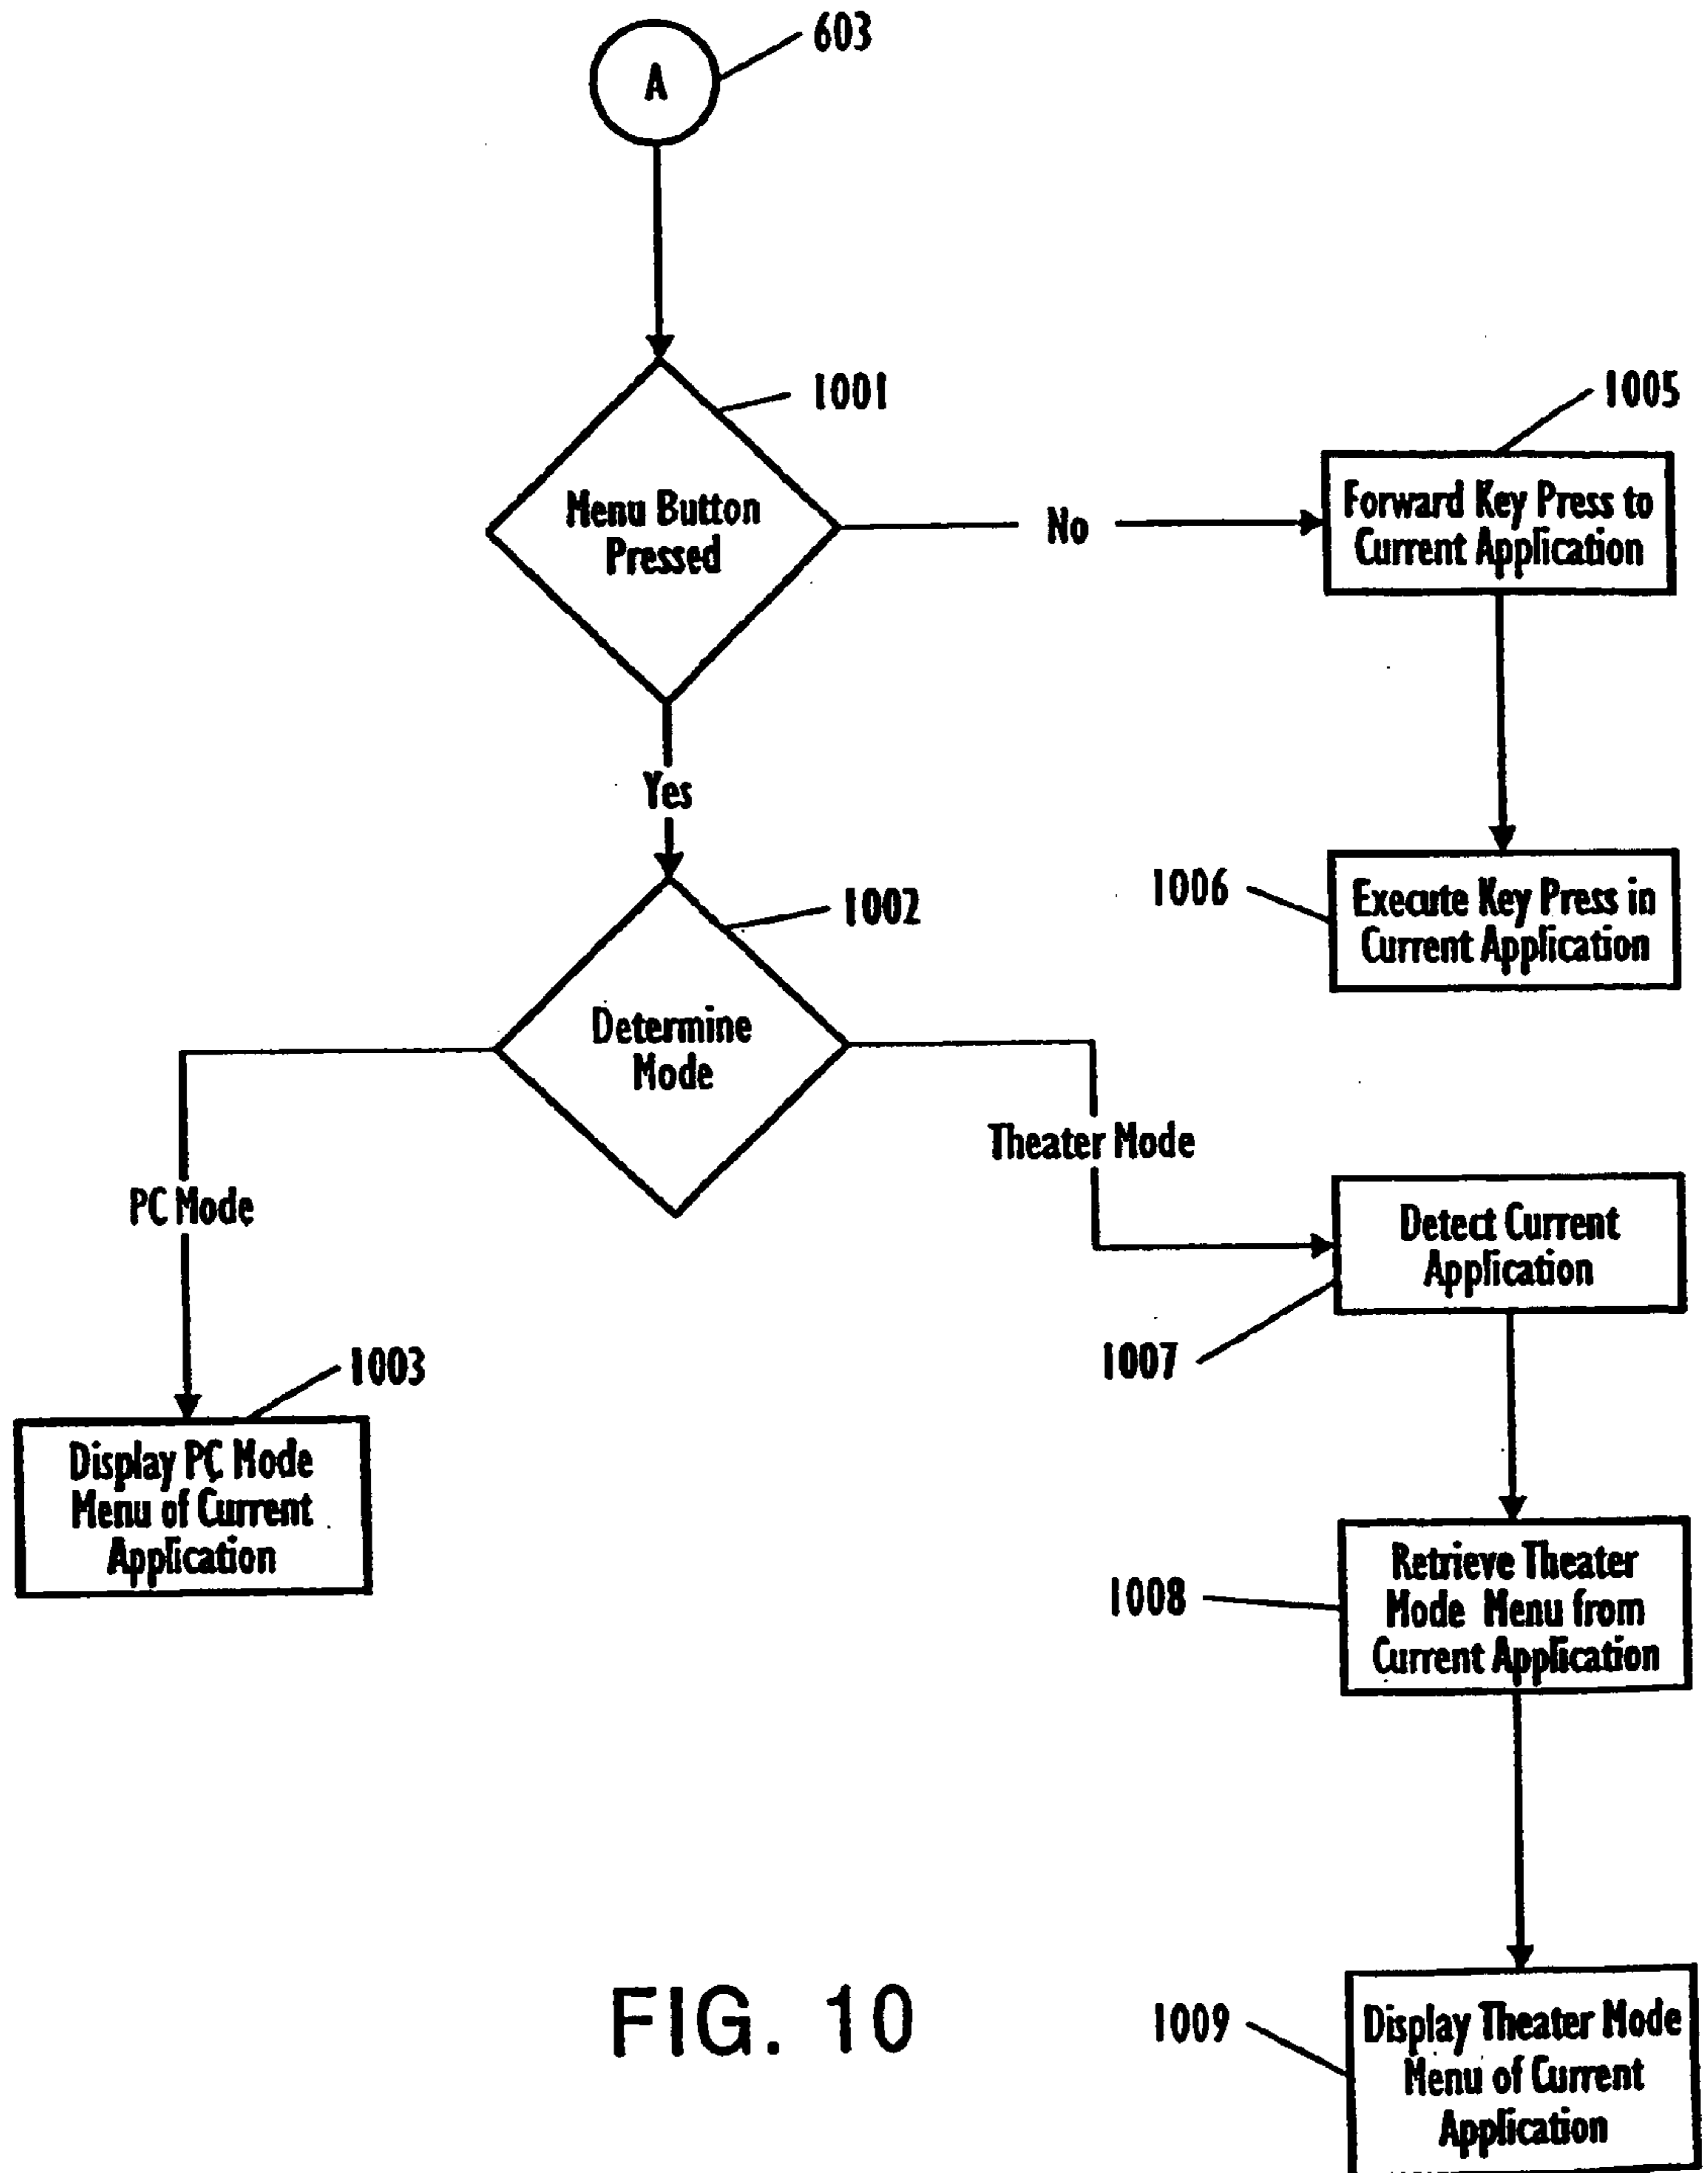 603
A
1001
Menu Button
Pressed
No
1005
Forward Key Press to
Current Application
Yes
1006
Execute Key Press in
Current Application
1002
Determine
Mode
Theater Mode
PC Mode
Detect Current
Application
1007
1003
Display PC Mode
Menu of Current
Application
1008
Retrieve Theater
Mode Menu from
Current Application
FIG. 10
1009
Display Theater Mode
Menu of Current
Application